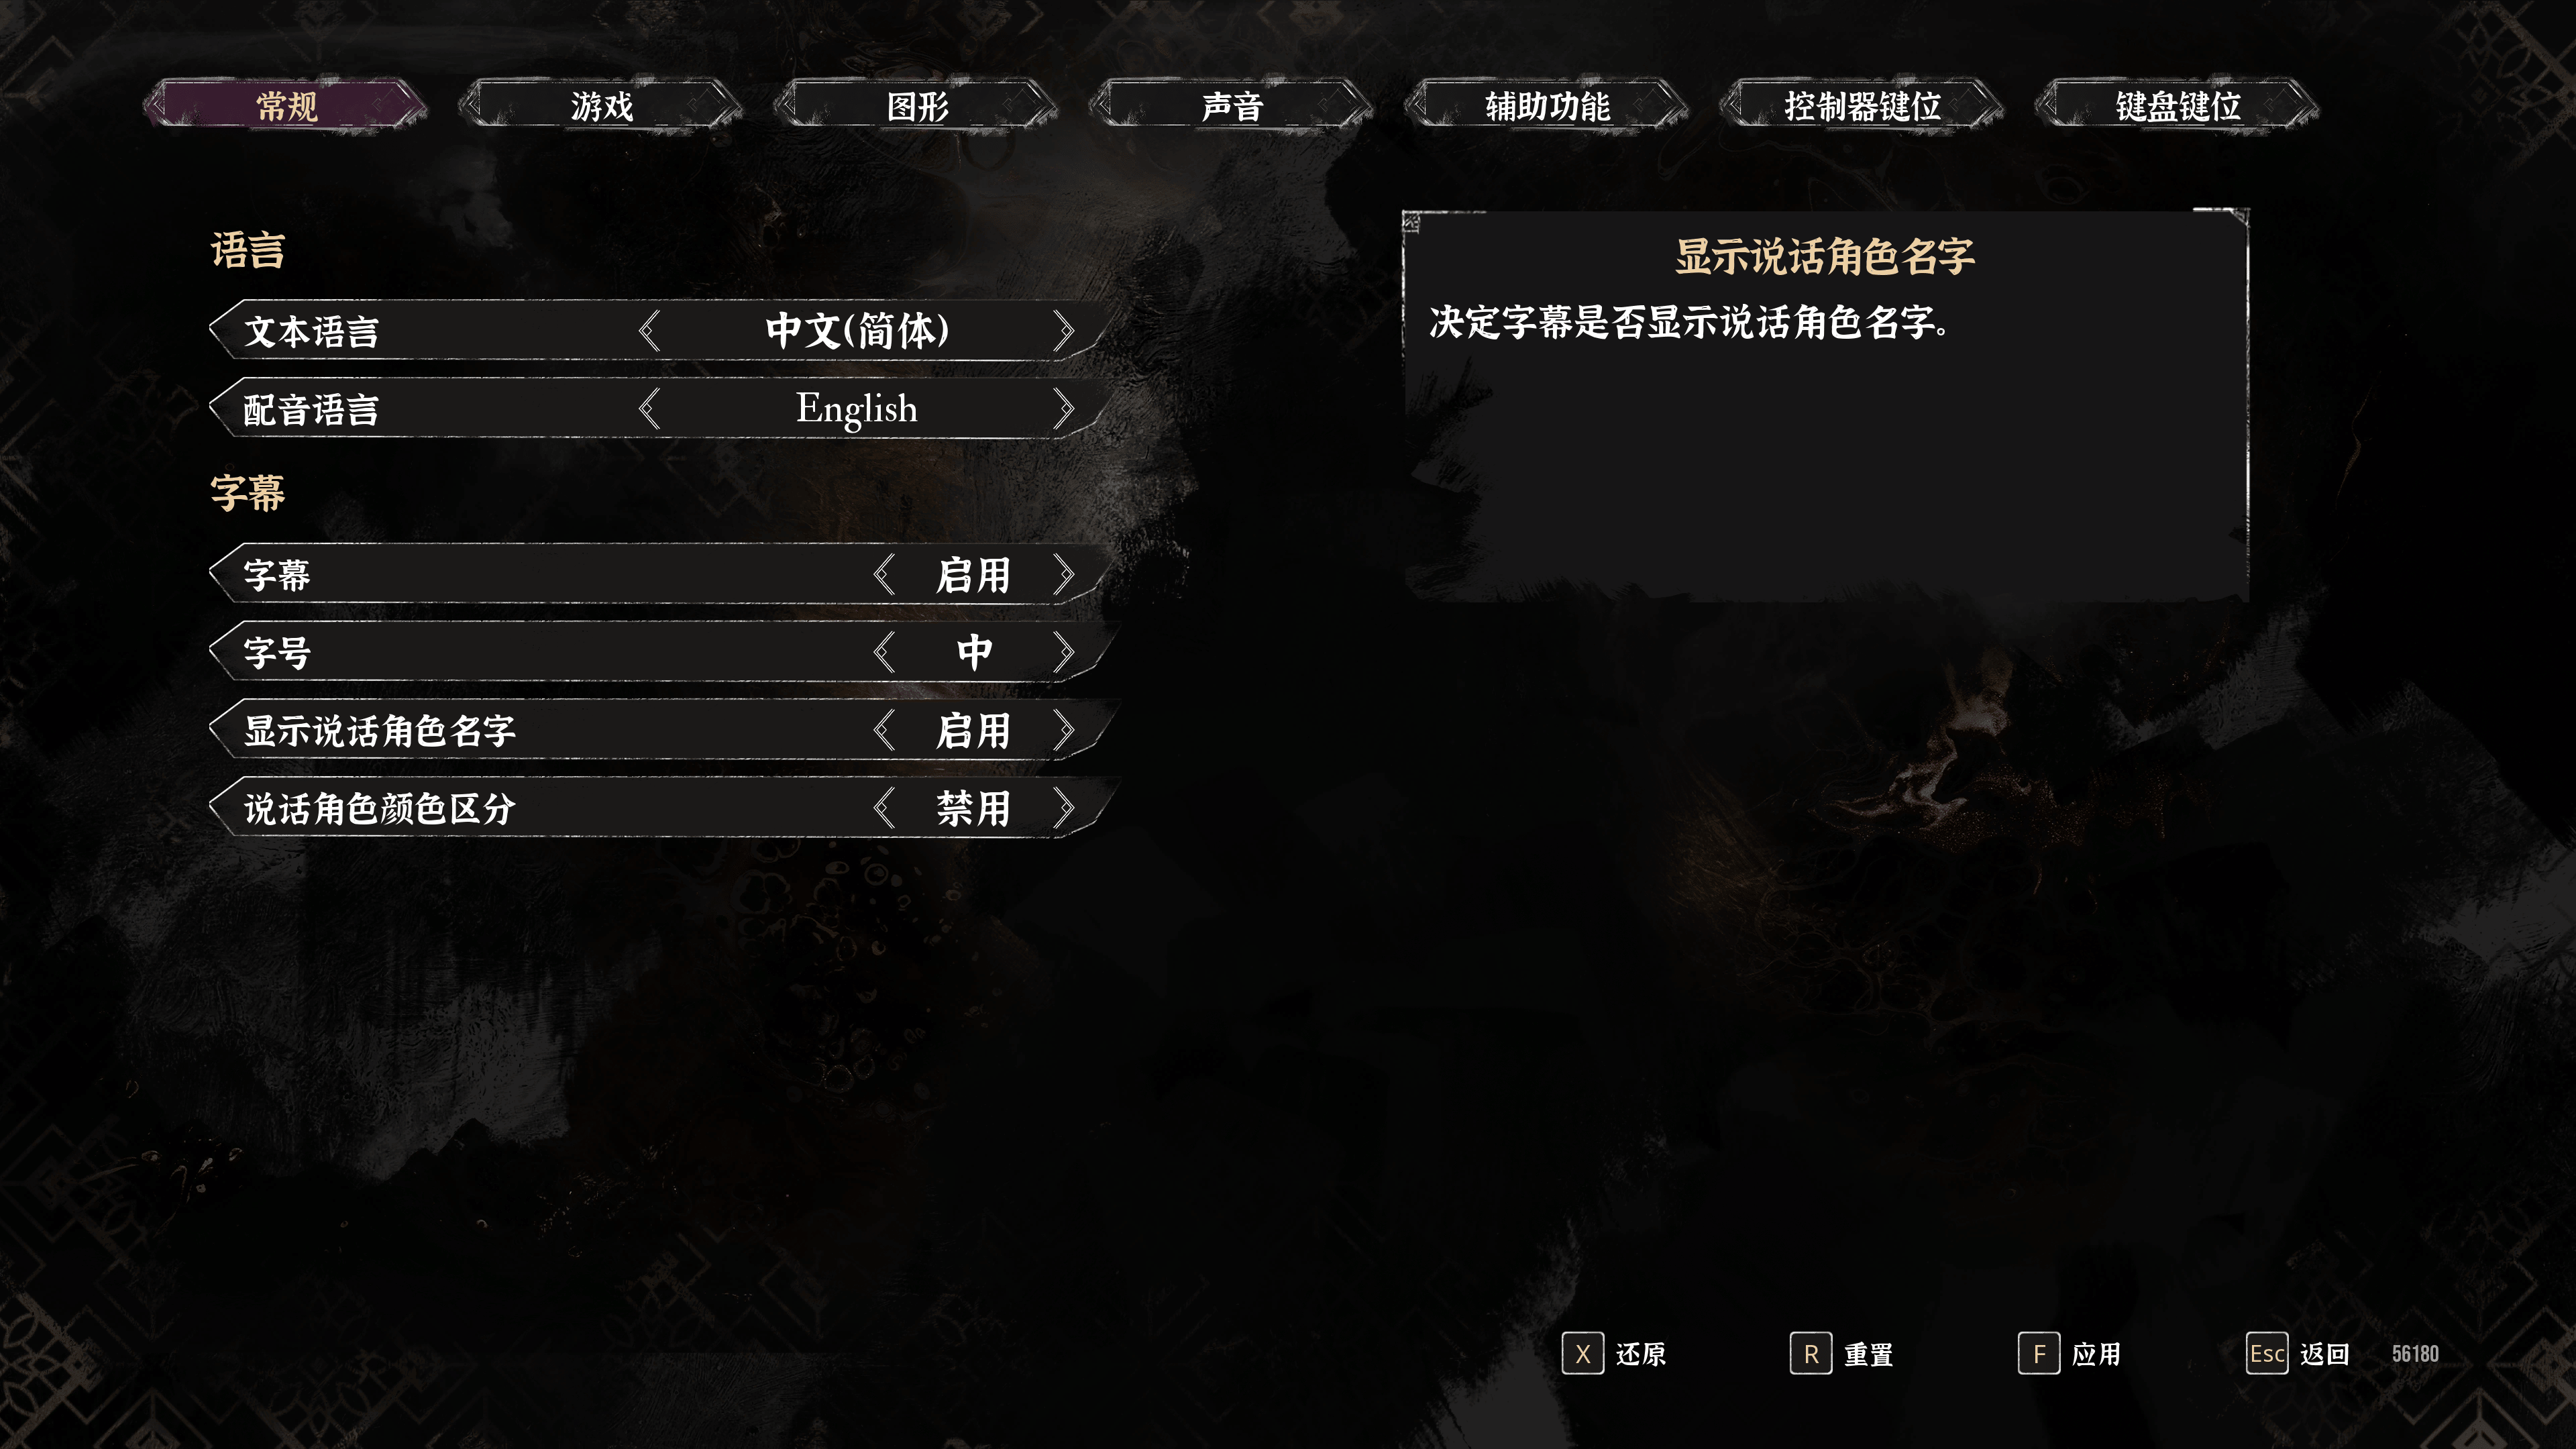 常规
游戏
图形
声音
辅助功能
控制器键位
键盘键位
语言
文本语言 中文(简体)
配音语言 English
字幕
字幕 启用
字号 中
显示说话角色名字 启用
说话角色颜色区分 禁用
显示说话角色名字
决定字幕是否显示说话角色名字。
X 还原
R 重置
F 应用
Esc 返回
56180